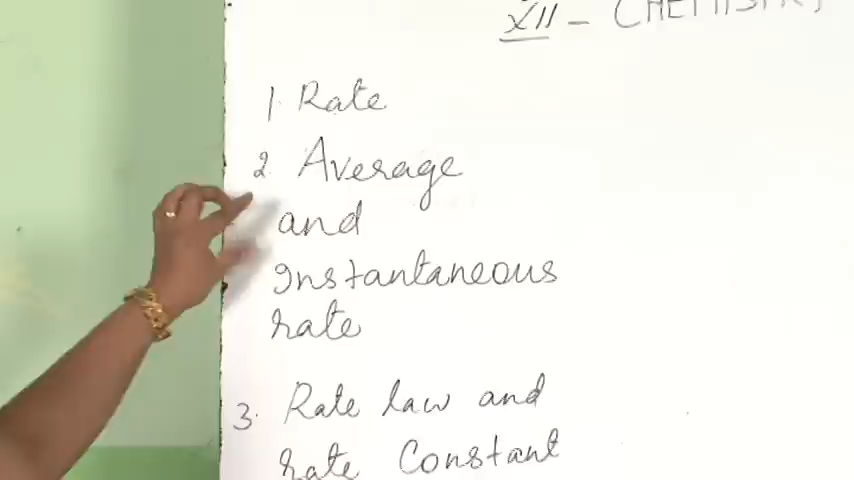 XII - CHEMISTRY
1. Rate
2. Average
and
Instantaneous
rate
3. Rate law and
rate Constant